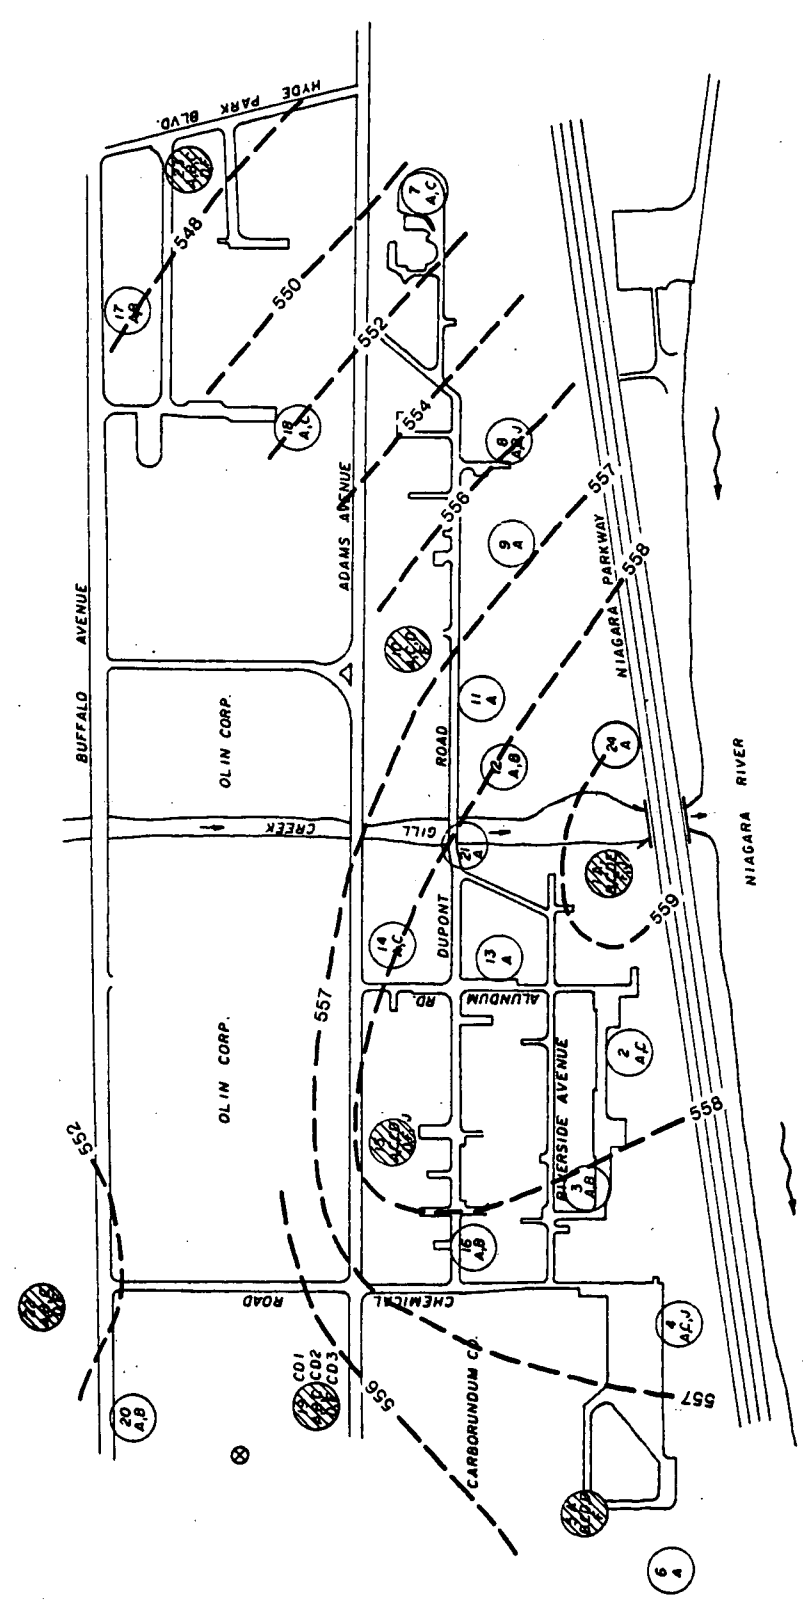 HYDE PARK BLVD.
548
17
A,B
550
7
A,C
552
18
A,C
554
8
A,B,J
556
557
ADAMS AVENUE
9
A
NIAGARA PARKWAY
558
BUFFALO AVENUE
OLIN CORP.
11
A
ROAD
12
A,B
24
A
NIAGARA RIVER
CREEK
GILL
21
A
559
DUPONT
14
A,C
13
A
557
ALUNDUM
RD.
OLIN CORP.
RIVERSIDE AVENUE
2
A,C
552
558
3
A,B
16
A,B
CHEMICAL
ROAD
4
A,C,J
CD1
CD2
CD3
556
557
CARBORUNDUM CO.
20
A,B
6
A